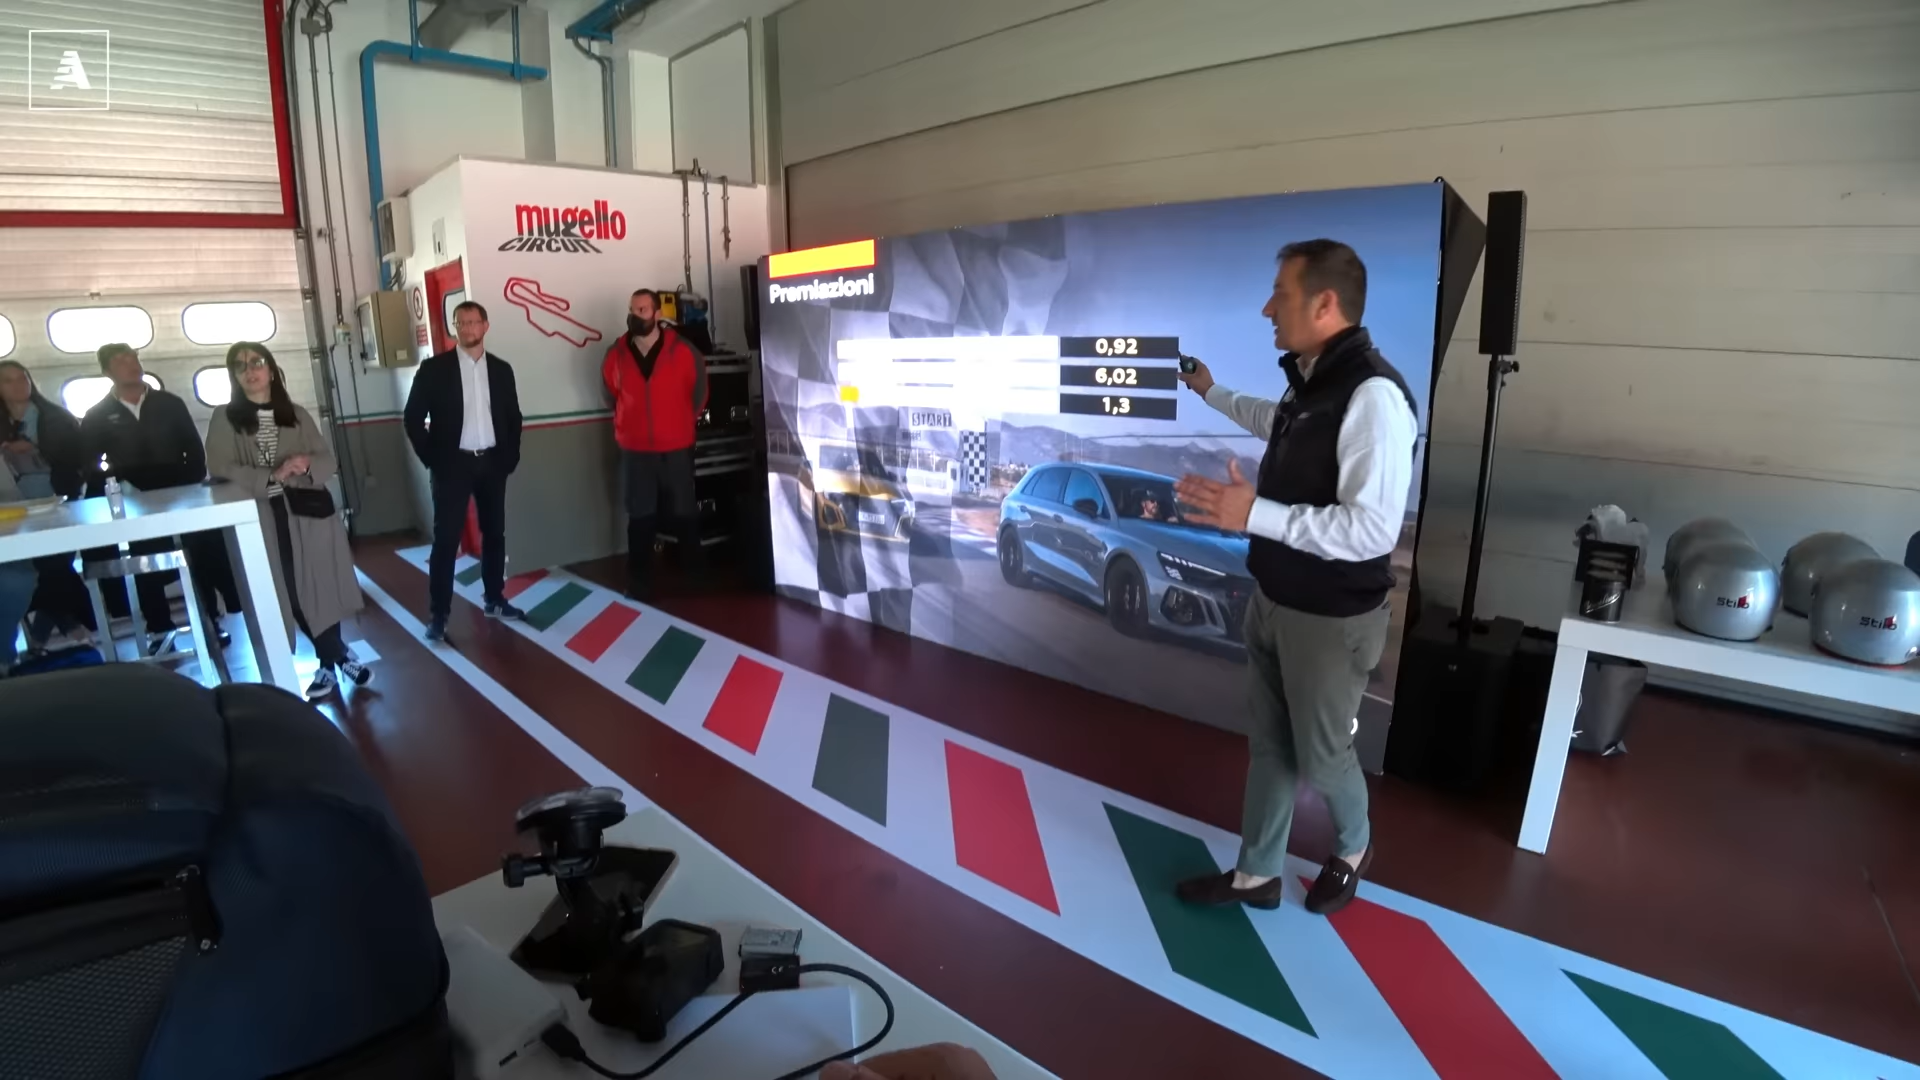 A
mugello
CIRCUIT
Premiazioni
0,92
6,02
1,3
START
Stilo
Stilo